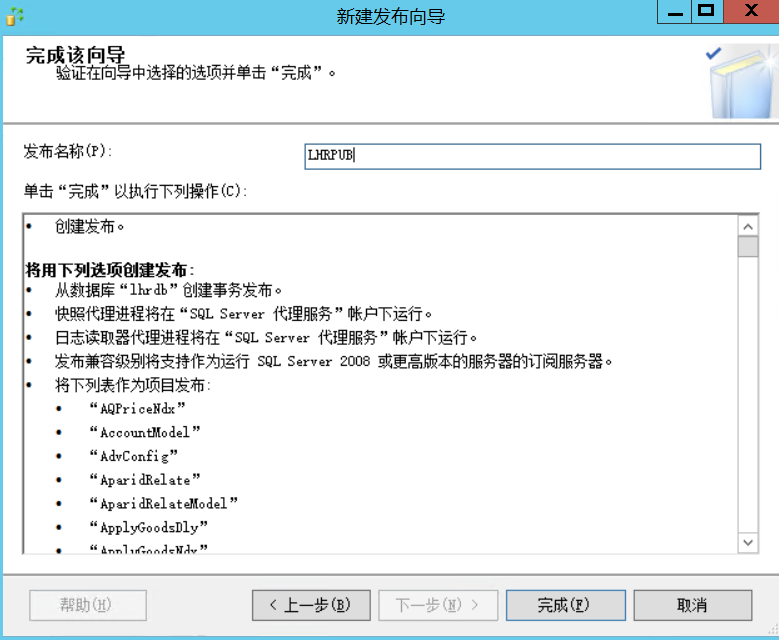 新建发布向导
完成该向导
验证在向导中选择的选项并单击“完成”。
发布名称(P):
LHRPUB
单击“完成”以执行下列操作(C):
• 创建发布。
将用下列选项创建发布:
• 从数据库“lhrdb”创建事务发布。
• 快照代理进程将在“SQL Server 代理服务”帐户下运行。
• 日志读取器代理进程将在“SQL Server 代理服务”帐户下运行。
• 发布兼容级别将支持作为运行 SQL Server 2008 或更高版本的服务器的订阅服务器。
• 将下列表作为项目发布:
• “AQPriceNdx”
• “AccountModel”
• “AdvConfig”
• “AparidRelate”
• “AparidRelateModel”
• “ApplyGoodsDly”
• “ApplyGoodsNdx”
帮助(H)
< 上一步(B)
下一步(N) >
完成(F)
取消